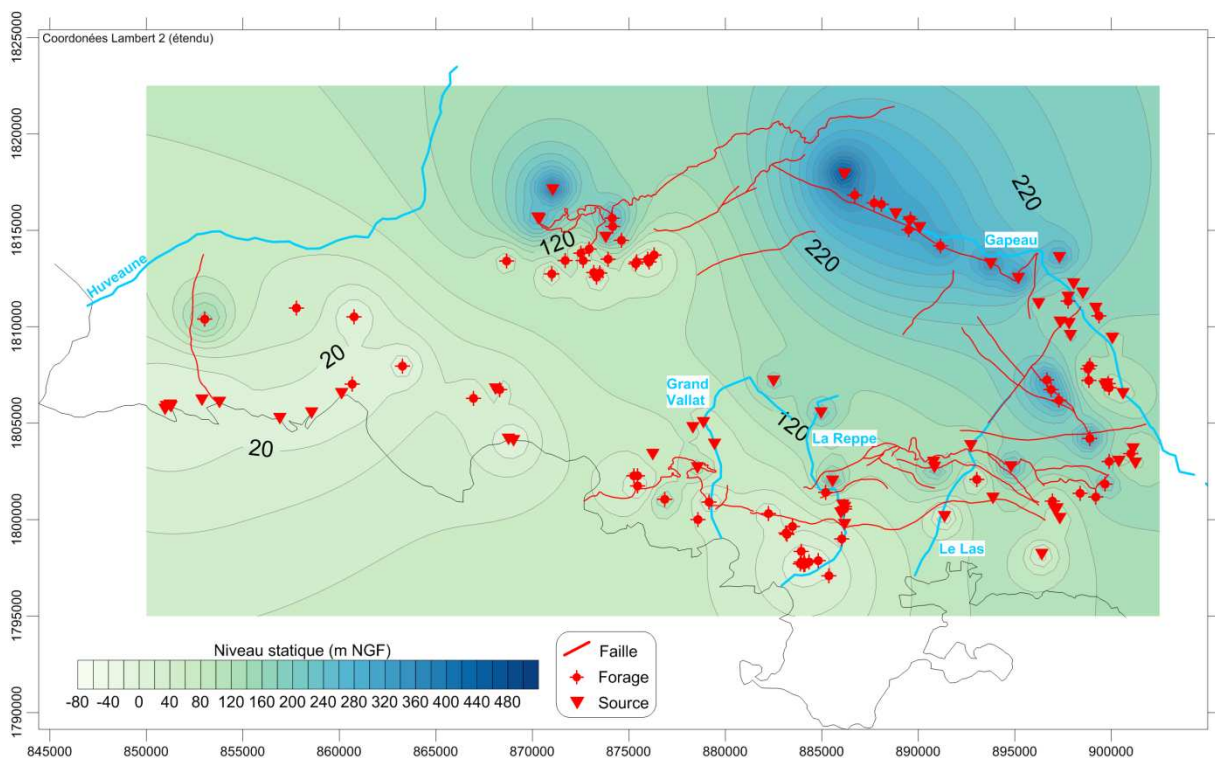 Coordonées Lambert 2 (étendu)
1825000
1820000
1815000
1810000
1805000
1800000
1795000
1790000
Huveaune
120
220
220
Gapeau
20
20
Grand
Vallat
120
La Reppe
Le Las
Niveau statique (m NGF)
-80 -40 0 40 80 120 160 200 240 280 320 360 400 440 480
Faille
Forage
Source
845000 850000 855000 860000 865000 870000 875000 880000 885000 890000 895000 900000